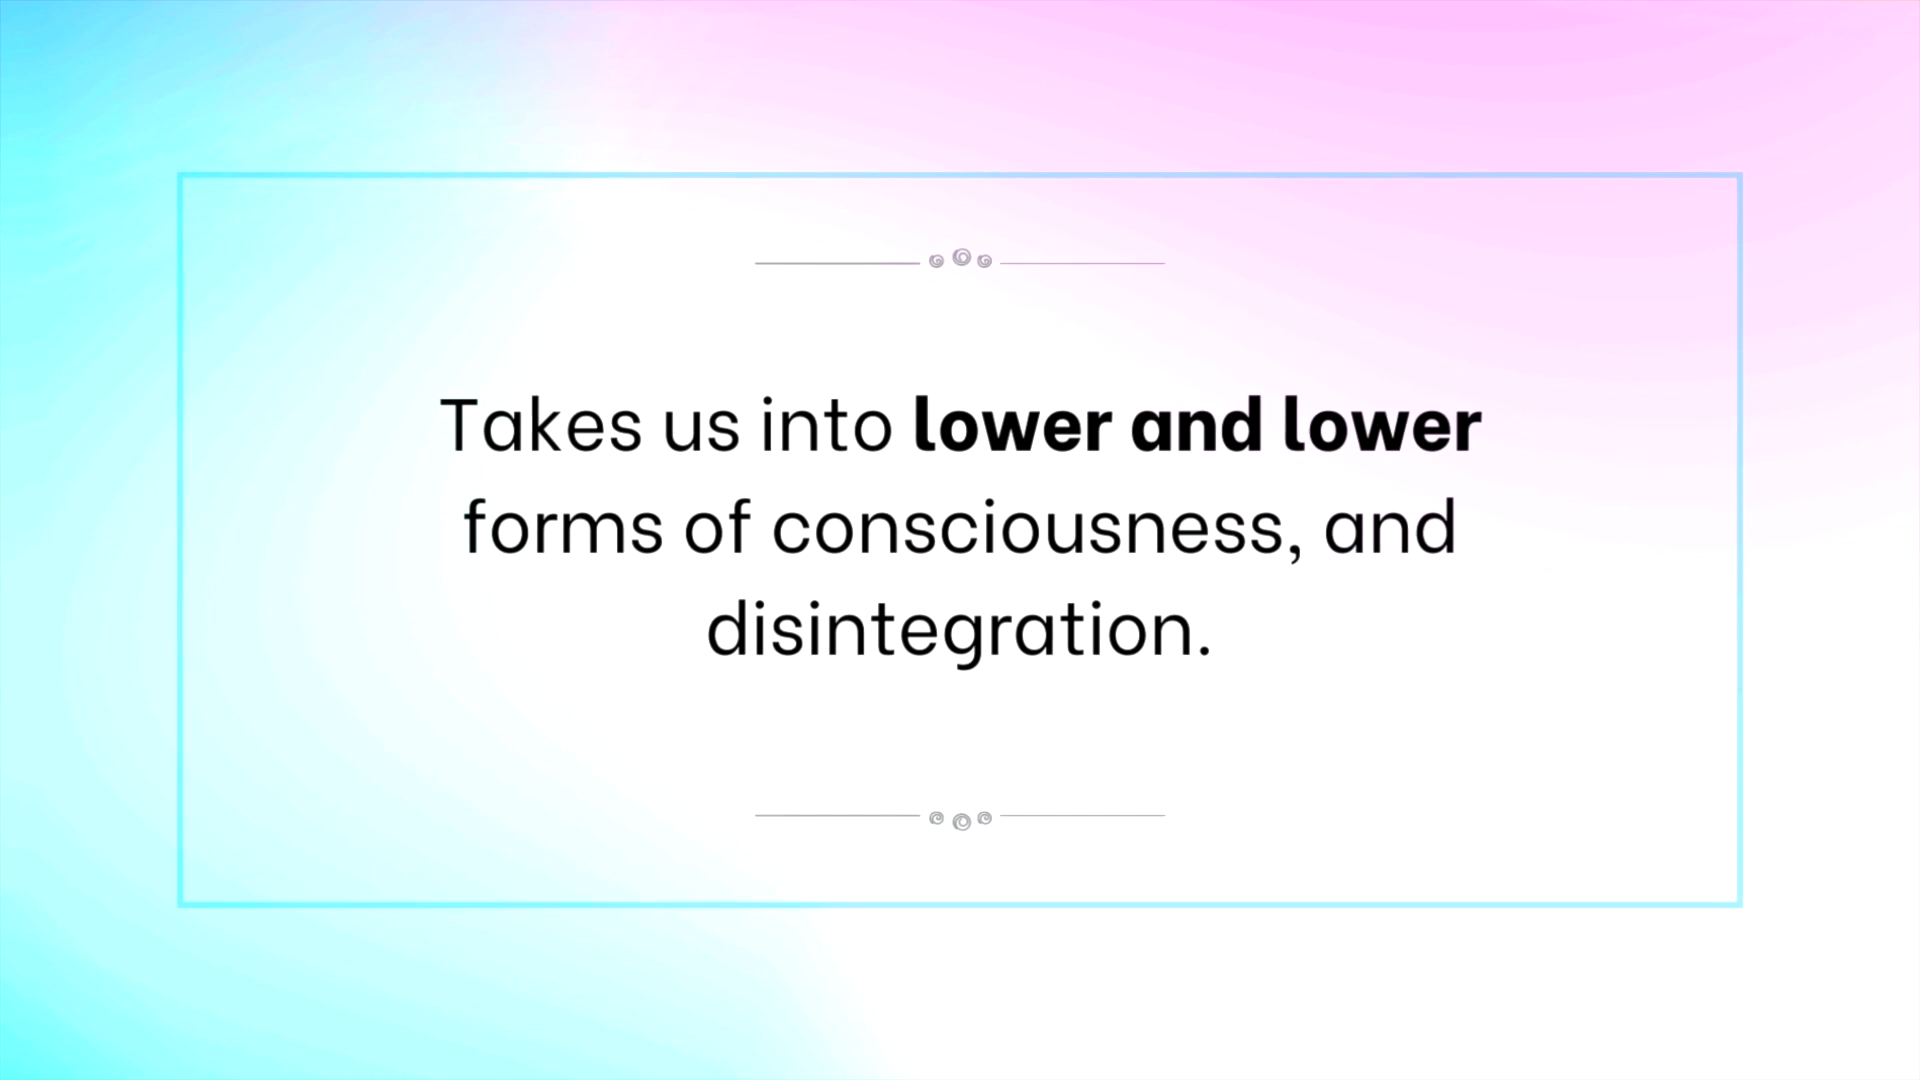 Takes us into lower and lower
forms of consciousness, and
disintegration.